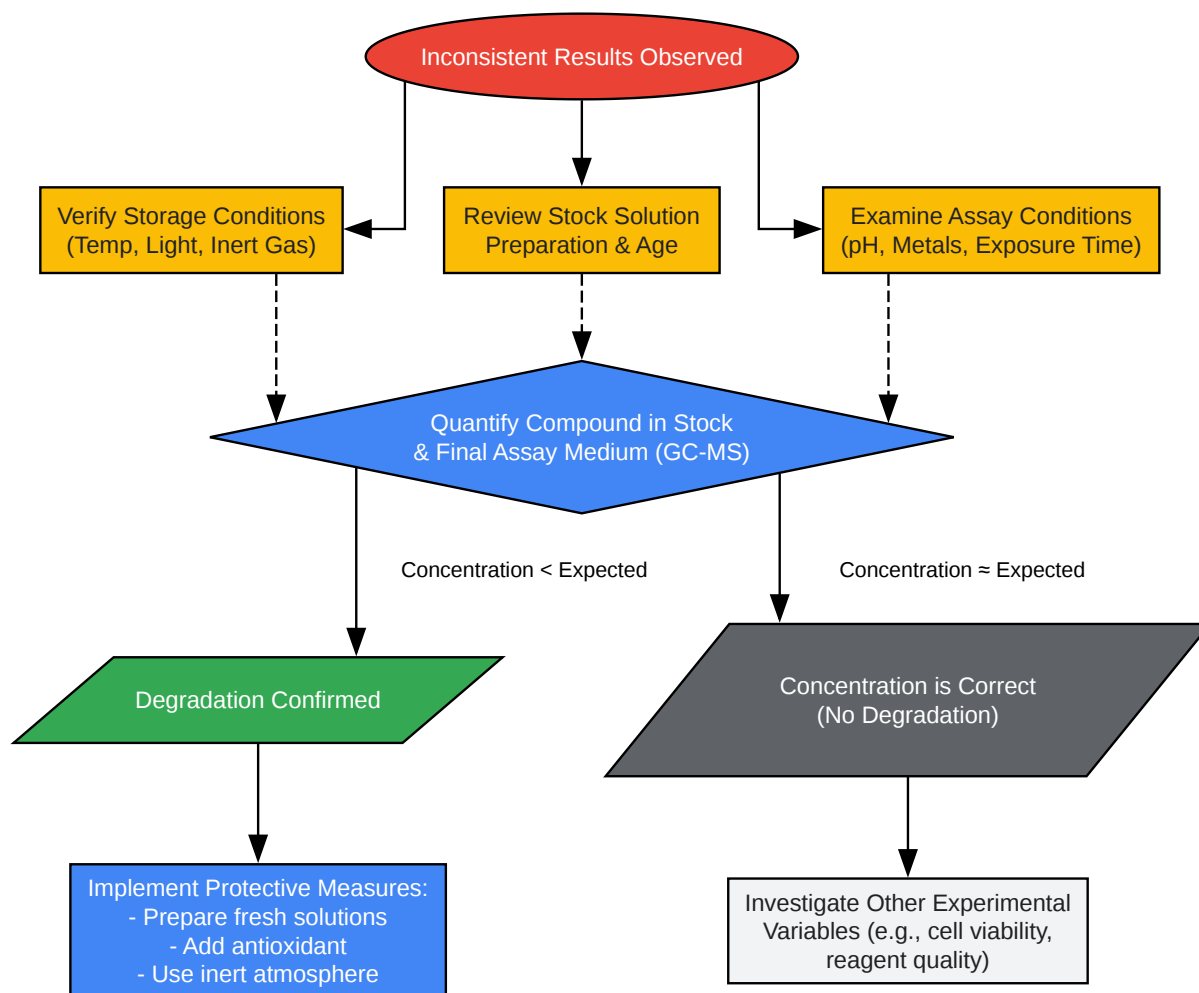 Inconsistent Results Observed
Verify Storage Conditions
(Temp, Light, Inert Gas)
Review Stock Solution
Preparation & Age
Examine Assay Conditions
(pH, Metals, Exposure Time)
Quantify Compound in Stock
& Final Assay Medium (GC-MS)
Concentration < Expected
Concentration ≈ Expected
Degradation Confirmed
Concentration is Correct
(No Degradation)
Implement Protective Measures:
- Prepare fresh solutions
- Add antioxidant
- Use inert atmosphere
Investigate Other Experimental
Variables (e.g., cell viability,
reagent quality)